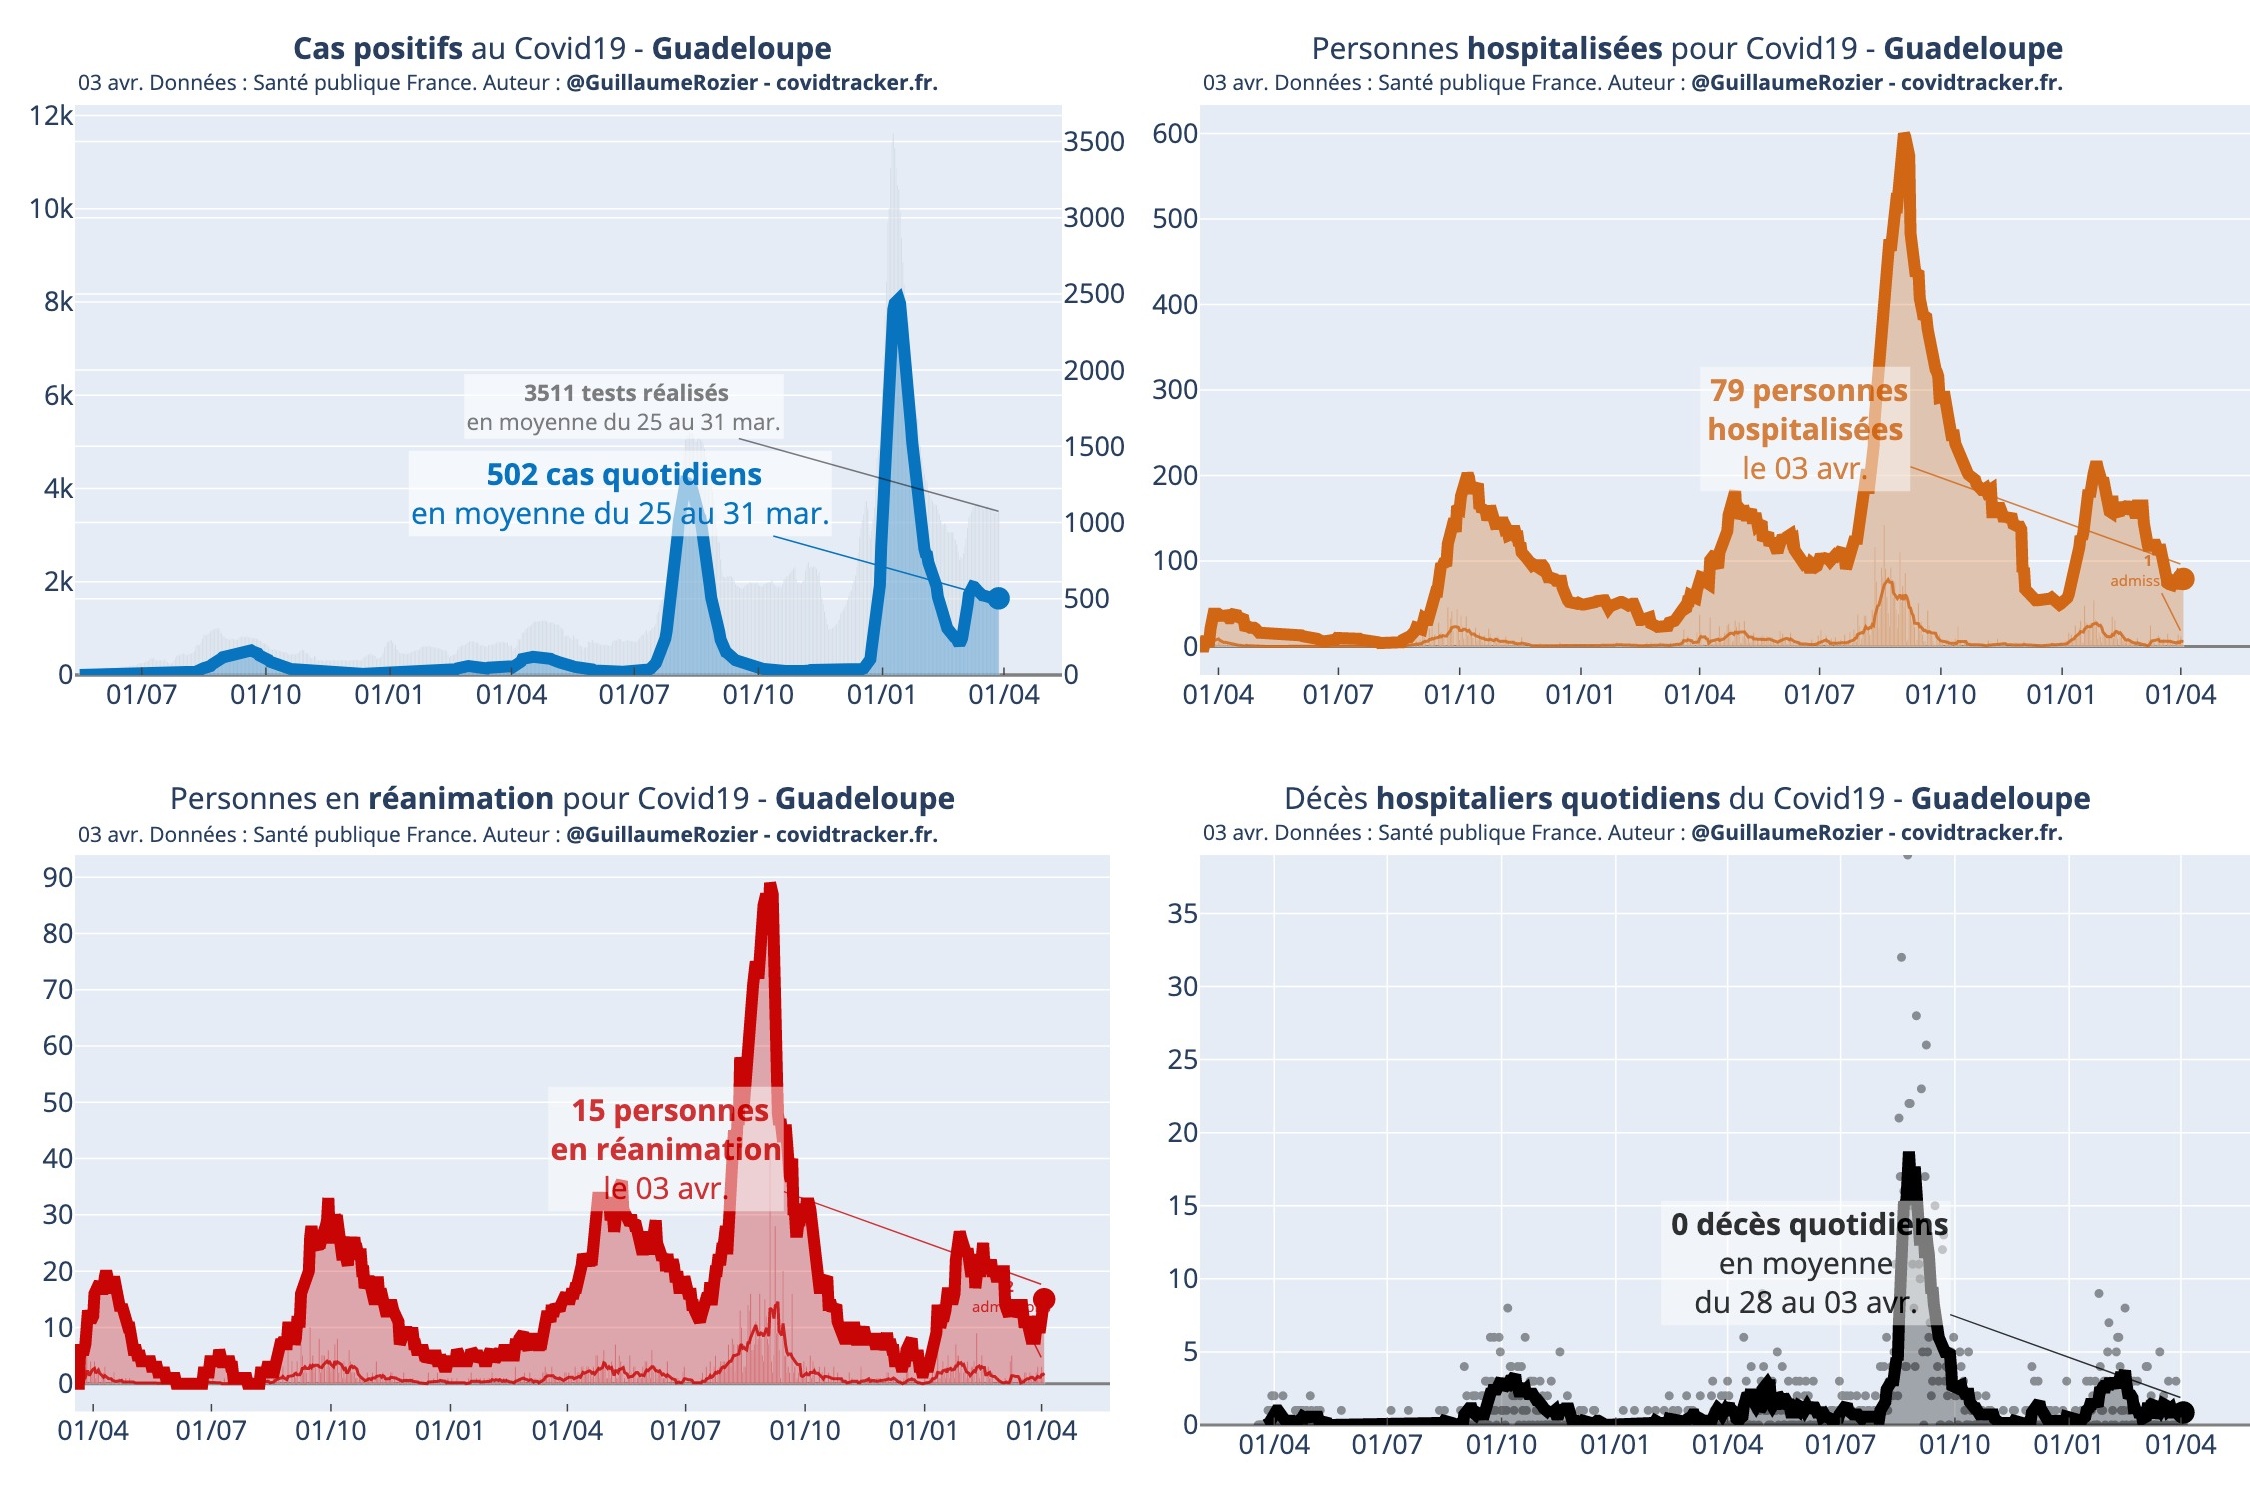 Cas positifs au Covid19 - Guadeloupe
03 avr. Données : Santé publique France. Auteur : @GuillaumeRozier - covidtracker.fr.
12k
10k
8k
6k
4k
2k
0
3500
3000
2500
2000
1500
1000
500
0
3511 tests réalisés
en moyenne du 25 au 31 mar.
502 cas quotidiens
en moyenne du 25 au 31 mar.
01/07 01/10 01/01 01/04 01/07 01/10 01/01 01/04
Personnes hospitalisées pour Covid19 - Guadeloupe
03 avr. Données : Santé publique France. Auteur : @GuillaumeRozier - covidtracker.fr.
600
500
400
300
200
100
0
79 personnes
hospitalisées
le 03 avr.
1
admiss
01/04 01/07 01/10 01/01 01/04 01/07 01/10 01/01 01/04
Personnes en réanimation pour Covid19 - Guadeloupe
03 avr. Données : Santé publique France. Auteur : @GuillaumeRozier - covidtracker.fr.
90
80
70
60
50
40
30
20
10
0
15 personnes
en réanimation
le 03 avr.
01/04 01/07 01/10 01/01 01/04 01/07 01/10 01/01 01/04
Décès hospitaliers quotidiens du Covid19 - Guadeloupe
03 avr. Données : Santé publique France. Auteur : @GuillaumeRozier - covidtracker.fr.
35
30
25
20
15
10
5
0
0 décès quotidiens
en moyenne
du 28 au 03 avr.
01/04 01/07 01/10 01/01 01/04 01/07 01/10 01/01 01/04